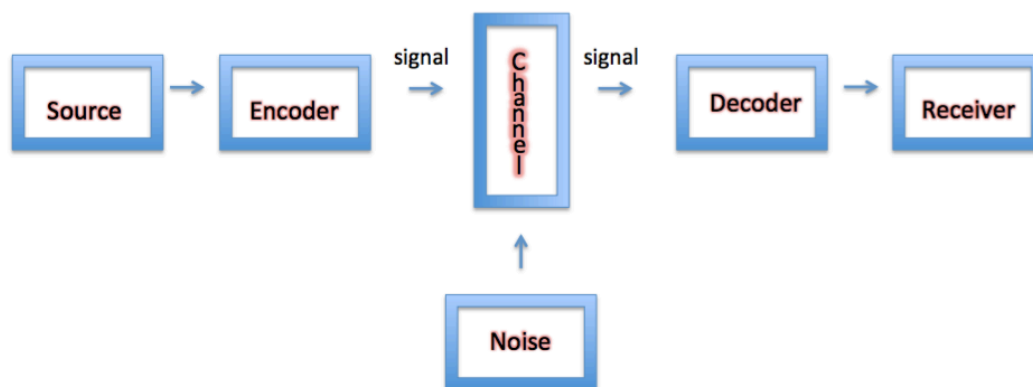 Source
Encoder
signal
Channel
signal
Decoder
Receiver
Noise